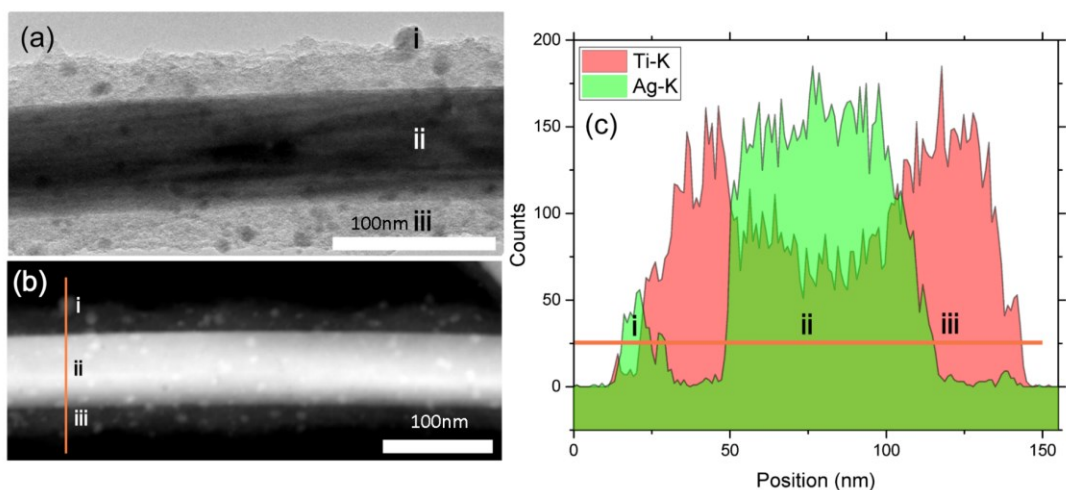 (a)
i
ii
100nm iii
(b)
i
ii
iii
100nm
200
150
100
50
0
Counts
Ti-K
Ag-K
(c)
i
ii
iii
0
50
100
150
Position (nm)